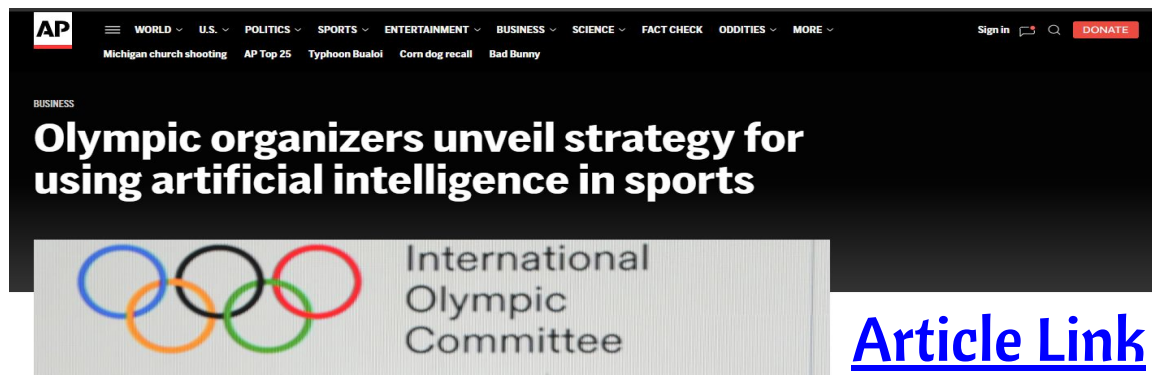 AP
WORLD U.S. POLITICS SPORTS ENTERTAINMENT BUSINESS SCIENCE FACT CHECK ODDITIES MORE Sign in DONATE
Michigan church shooting AP Top 25 Typhoon Bualoi Corn dog recall Bad Bunny
BUSINESS
Olympic organizers unveil strategy for
using artificial intelligence in sports
International
Olympic
Committee
Article Link